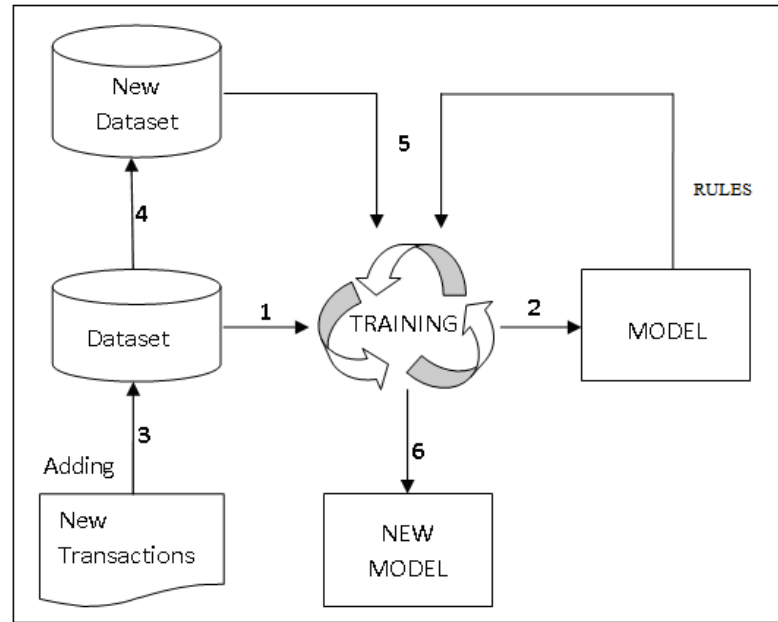 New
Dataset
5
RULES
4
Dataset
1
TRAINING
2
MODEL
3
Adding
6
New
Transactions
NEW
MODEL